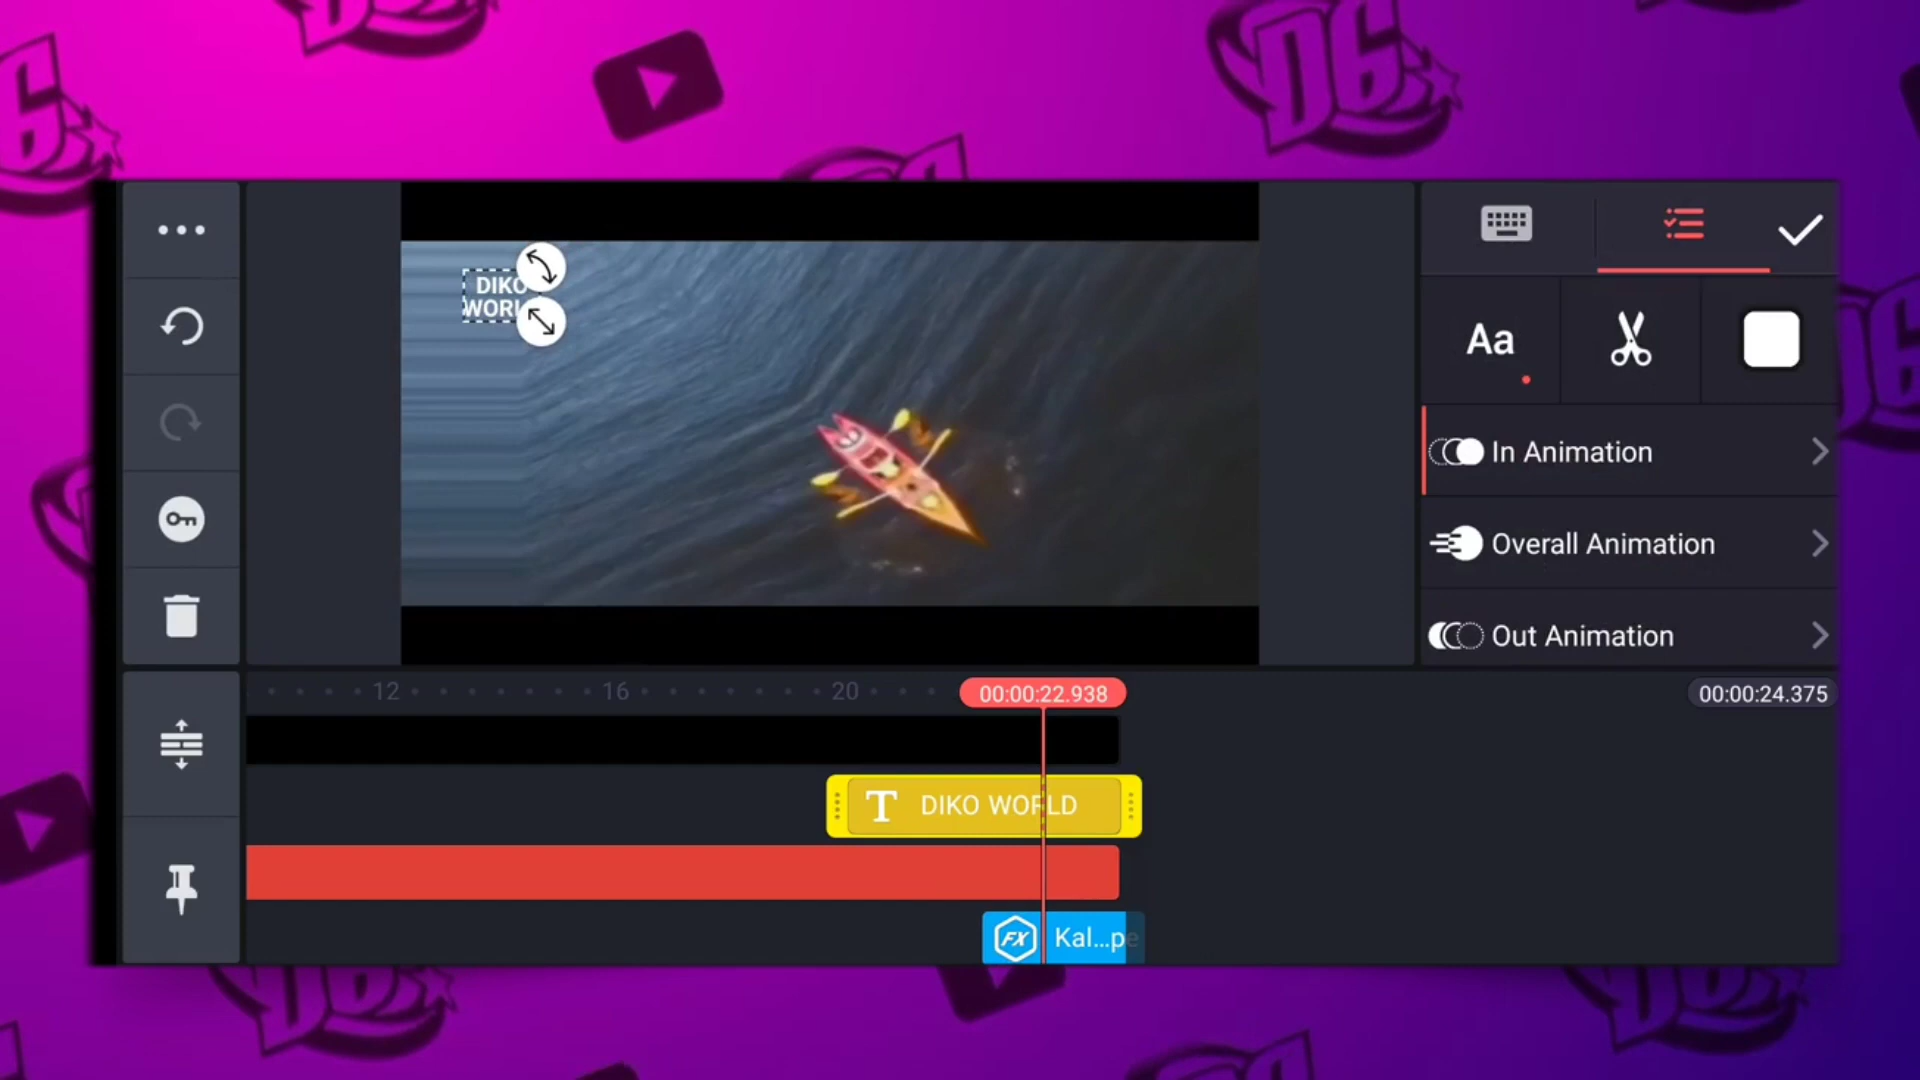 DIKO
WORL
Aa
In Animation
Overall Animation
Out Animation
12
16
20
00:00:22.938
00:00:24.375
T DIKO WORLD
FX Kal...pe